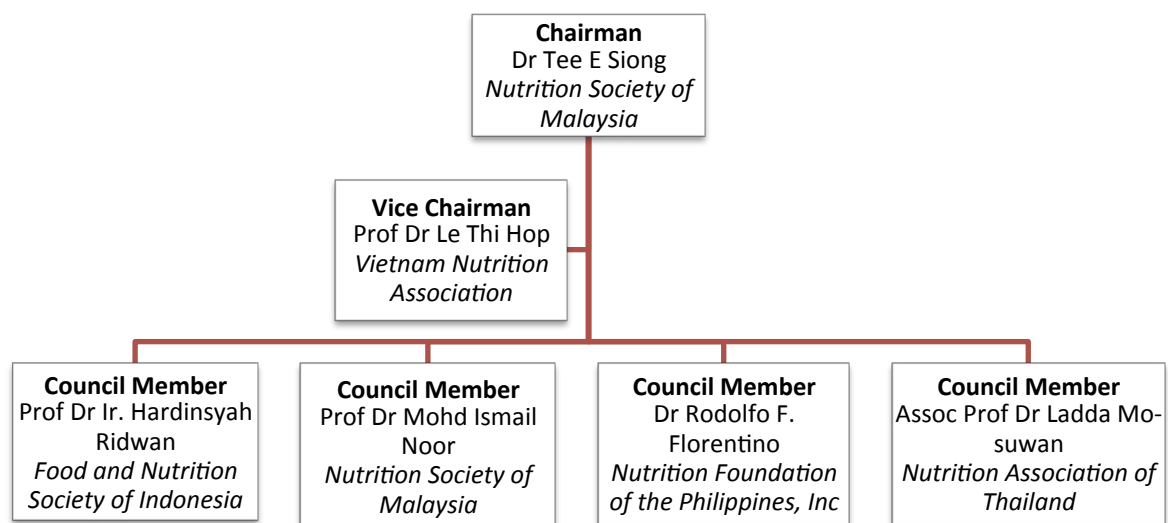 Chairman
Dr Tee E Siong
Nutrition Society of
Malaysia
Vice Chairman
Prof Dr Le Thi Hop
Vietnam Nutrition
Association
Council Member
Prof Dr Ir. Hardinsyah
Ridwan
Food and Nutrition
Society of Indonesia
Council Member
Prof Dr Mohd Ismail
Noor
Nutrition Society of
Malaysia
Council Member
Dr Rodolfo F.
Florentino
Nutrition Foundation
of the Philippines, Inc
Council Member
Assoc Prof Dr Ladda Mo-
suwan
Nutrition Association of
Thailand